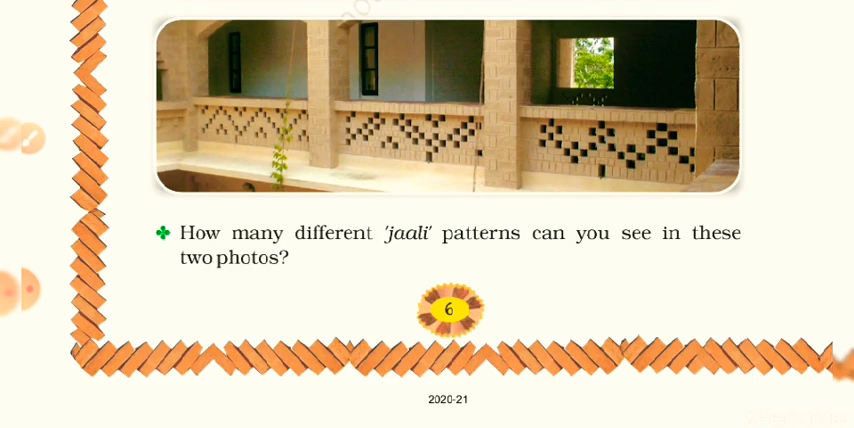 How many different 'jaali' patterns can you see in these
two photos?
6
2020-21